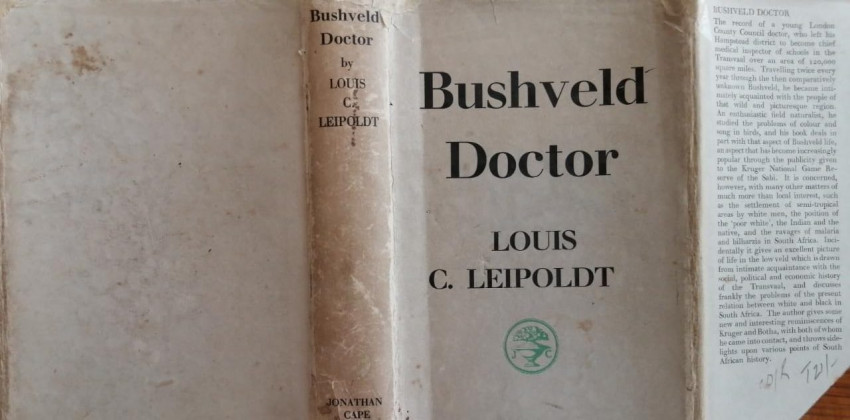 Bushveld
Doctor
by
LOUIS
C.
LEIPOLDT
JONATHAN
CAPE
Bushveld
Doctor
LOUIS
C. LEIPOLDT
J C
BUSHVELD DOCTOR
The record of a young London
County Council doctor, who left his
Hampstead district to become chief
medical inspector of schools in the
Transvaal over an area of 120,000
square miles. Travelling twice every
year through the then comparatively
unknown Bushveld, he became inti-
mately acquainted with the people of
that wild and picturesque region.
An enthusiastic field naturalist, he
studied the problems of colour and
song in birds, and his book deals in
part with that aspect of Bushveld life,
an aspect that has become increasingly
popular through the publicity given
to the Kruger National Game Re-
serve of the Sabi. It is concerned,
however, with many other matters of
much more than local interest, such
as the settlement of semi-tropical
areas by white men, the position of
the 'poor white', the Indian and the
native, and the ravages of malaria
and bilharzia in South Africa. Inci-
dentally it gives an excellent picture
of life in the low veld which is drawn
from intimate acquaintance with the
social, political and economic history
of the Transvaal, and discusses
frankly the problems of the present
relation between white and black in
South Africa. The author gives some
new and interesting reminiscences of
Kruger and Botha, with both of whom
he came into contact, and throws side-
lights upon various points of South
African history.